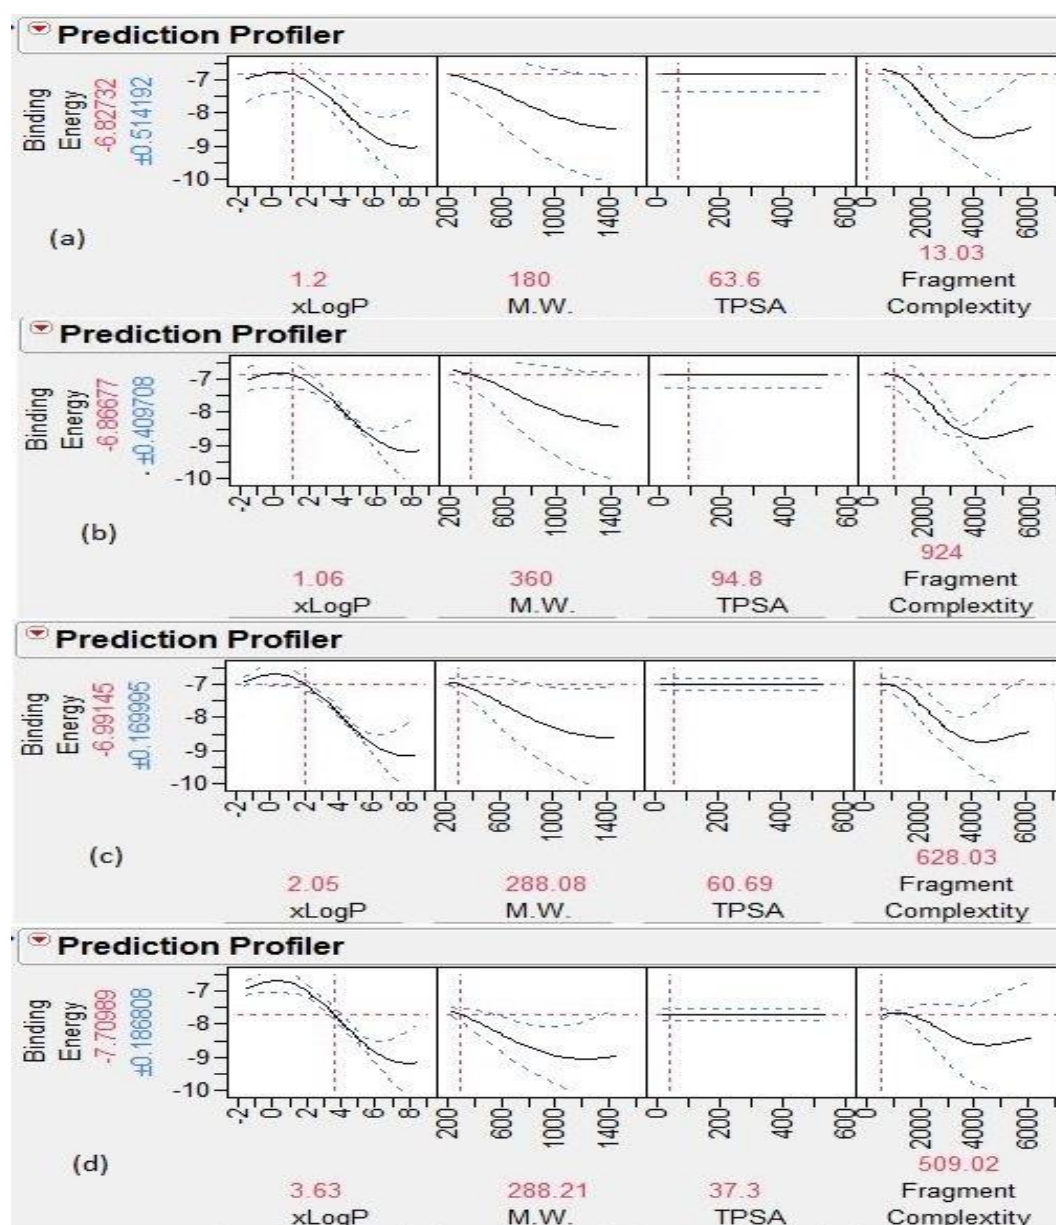 Prediction Profiler
Binding
Energy
-6.82732
±0.514192
-7
-8
-9
-10
-2 0 2 4 6 8
200 600 1000 1400
0 200 400 600
0 2000 4000 6000
(a)
13.03
1.2 180 63.6 Fragment
xLogP M.W. TPSA Complextity
Prediction Profiler
Binding
Energy
-6.86677
±0.409708
-7
-8
-9
-10
-2 0 2 4 6 8
200 600 1000 1400
0 200 400 600
0 2000 4000 6000
(b)
924
1.06 360 94.8 Fragment
xLogP M.W. TPSA Complextity
Prediction Profiler
Binding
Energy
-6.99145
±0.169995
-7
-8
-9
-10
-2 0 2 4 6 8
200 600 1000 1400
0 200 400 600
0 2000 4000 6000
(c)
628.03
2.05 288.08 60.69 Fragment
xLogP M.W. TPSA Complextity
Prediction Profiler
Binding
Energy
-7.70989
±0.186808
-7
-8
-9
-10
-2 0 2 4 6 8
200 600 1000 1400
0 200 400 600
0 2000 4000 6000
(d)
509.02
3.63 288.21 37.3 Fragment
xLogP M.W. TPSA Complextity